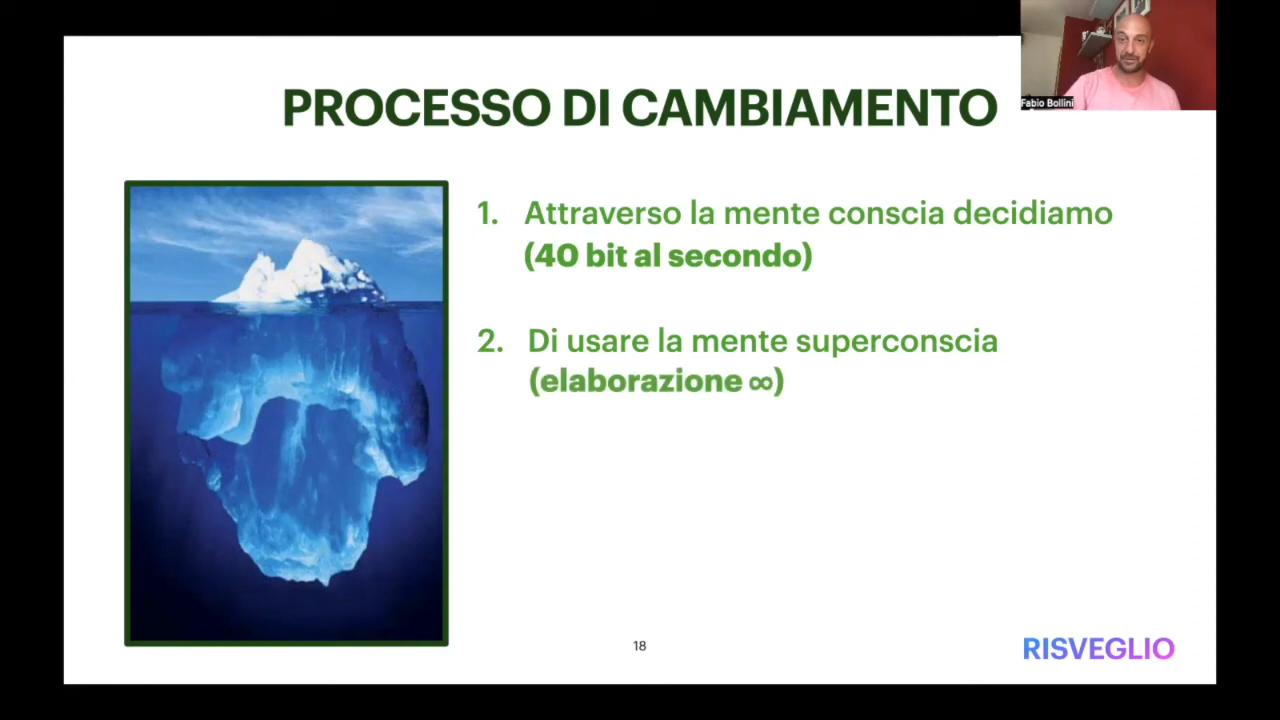 PROCESSO DI CAMBIAMENTO
Fabio Bollini
1. Attraverso la mente conscia decidiamo
(40 bit al secondo)
2. Di usare la mente superconscia
(elaborazione ∞)
18
RISVEGLIO